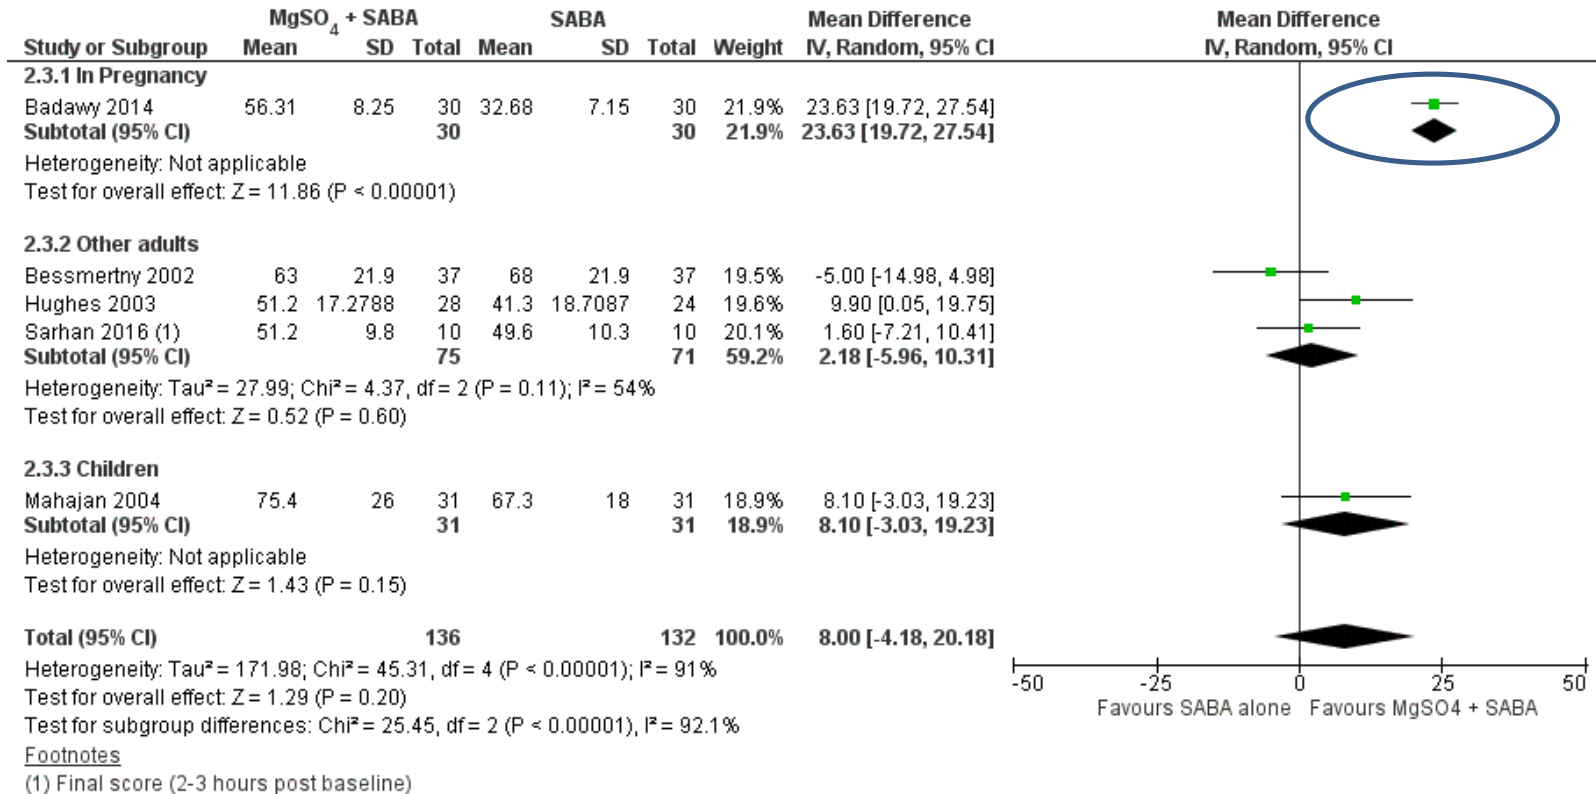 MgSO4 + SABA SABA Mean Difference Mean Difference
Study or Subgroup Mean SD Total Mean SD Total Weight IV, Random, 95% CI IV, Random, 95% CI
2.3.1 In Pregnancy
Badawy 2014 56.31 8.25 30 32.68 7.15 30 21.9% 23.63 [19.72, 27.54]
Subtotal (95% CI) 30 30 21.9% 23.63 [19.72, 27.54]
Heterogeneity: Not applicable
Test for overall effect: Z = 11.86 (P < 0.00001)
2.3.2 Other adults
Bessmertny 2002 63 21.9 37 68 21.9 37 19.5% -5.00 [-14.98, 4.98]
Hughes 2003 51.2 17.2788 28 41.3 18.7087 24 19.6% 9.90 [0.05, 19.75]
Sarhan 2016 (1) 51.2 9.8 10 49.6 10.3 10 20.1% 1.60 [-7.21, 10.41]
Subtotal (95% CI) 75 71 59.2% 2.18 [-5.96, 10.31]
Heterogeneity: Tau² = 27.99; Chi² = 4.37, df = 2 (P = 0.11); I² = 54%
Test for overall effect: Z = 0.52 (P = 0.60)
2.3.3 Children
Mahajan 2004 75.4 26 31 67.3 18 31 18.9% 8.10 [-3.03, 19.23]
Subtotal (95% CI) 31 31 18.9% 8.10 [-3.03, 19.23]
Heterogeneity: Not applicable
Test for overall effect: Z = 1.43 (P = 0.15)
Total (95% CI) 136 132 100.0% 8.00 [-4.18, 20.18]
Heterogeneity: Tau² = 171.98; Chi² = 45.31, df = 4 (P < 0.00001); I² = 91%
Test for overall effect: Z = 1.29 (P = 0.20)
Test for subgroup differences: Chi² = 25.45, df = 2 (P < 0.00001), I² = 92.1%
-50 -25 0 25 50
Favours SABA alone Favours MgSO4 + SABA
Footnotes
(1) Final score (2-3 hours post baseline)